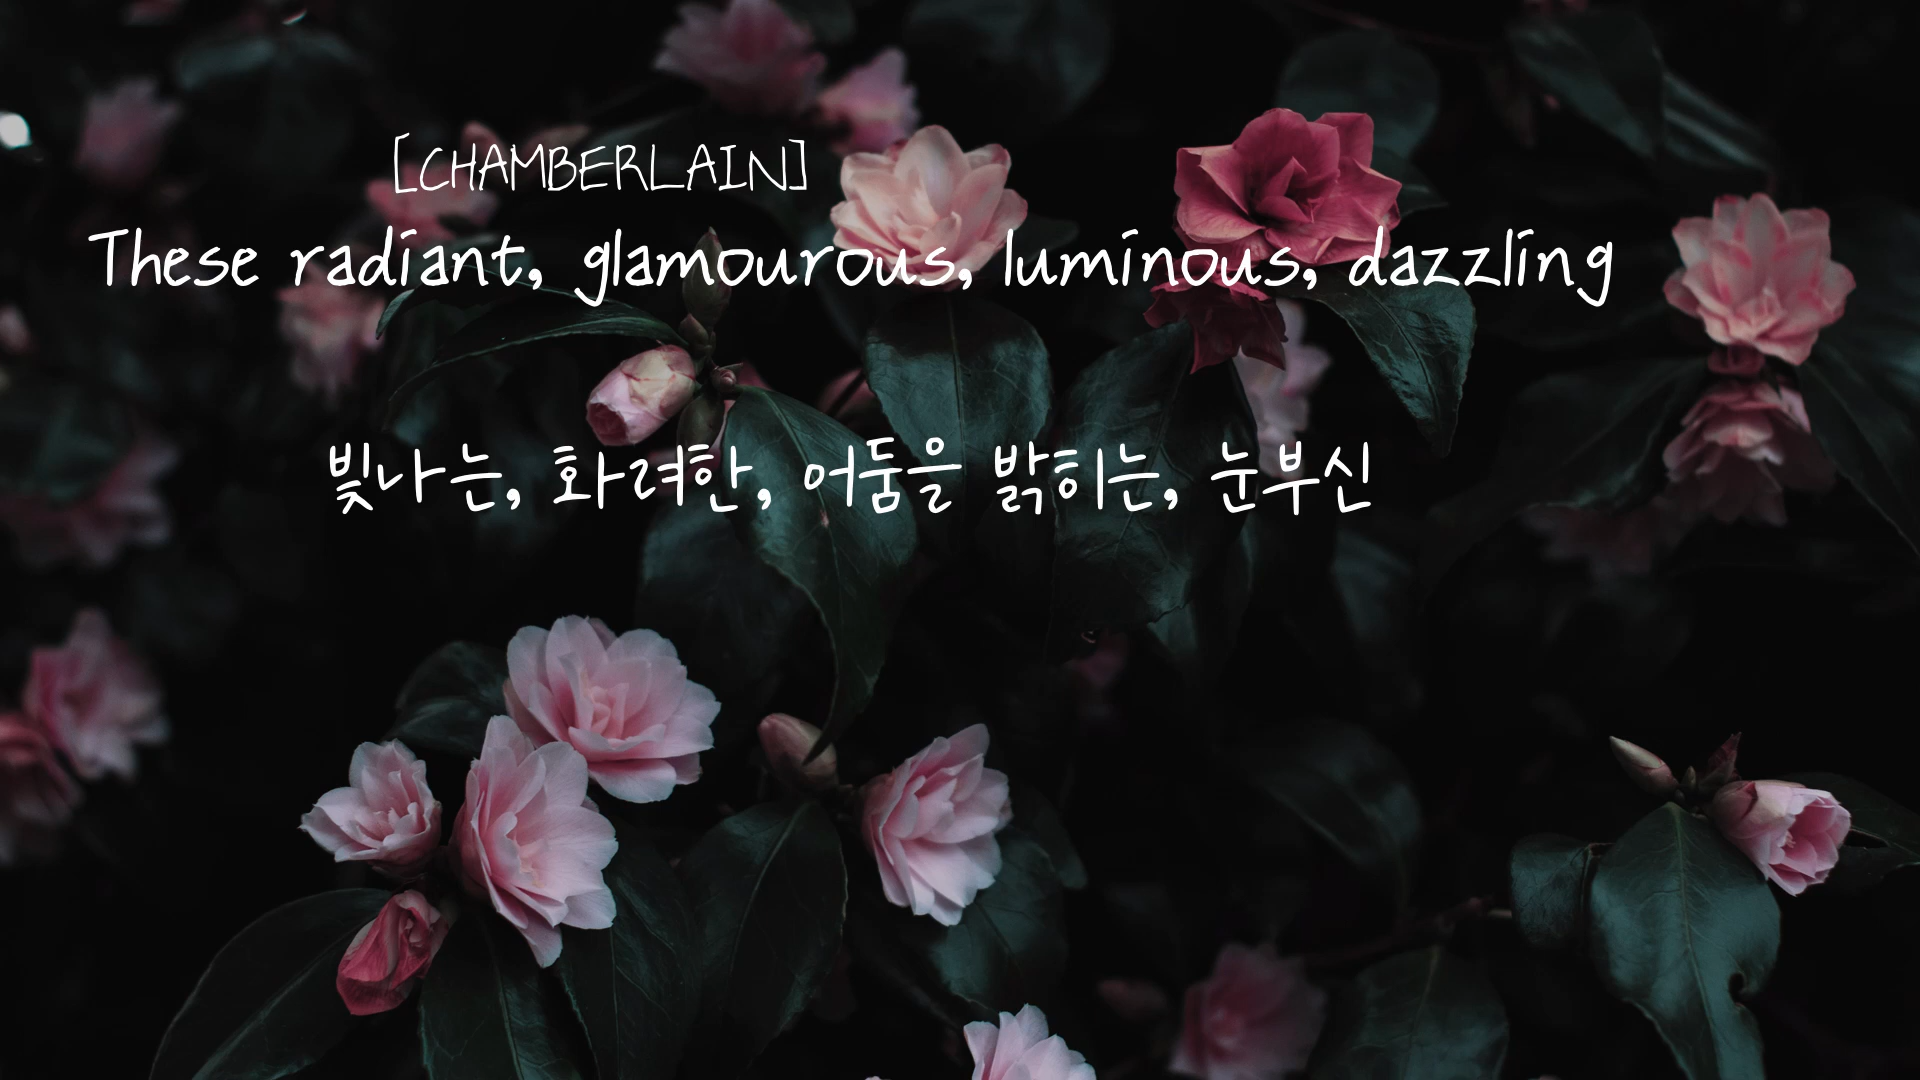 [CHAMBERLAIN]
These radiant, glamourous, luminous, dazzling
빛나는, 화려한, 어둠을 밝히는, 눈부신